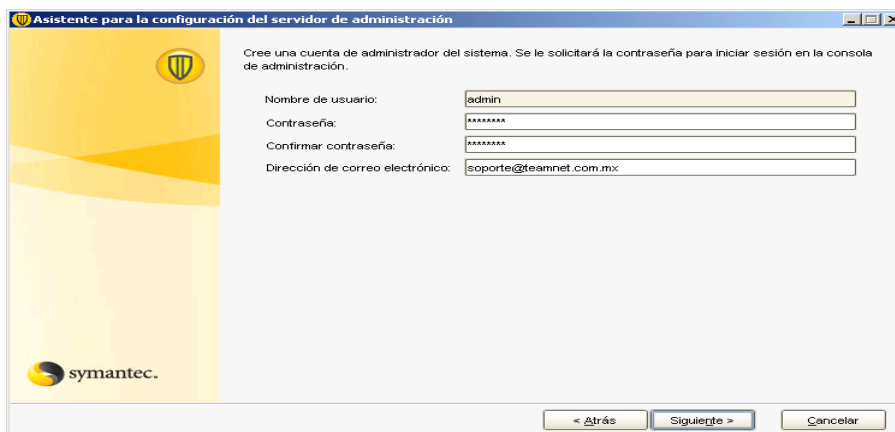 Asistente para la configuración del servidor de administración
Cree una cuenta de administrador del sistema. Se le solicitará la contraseña para iniciar sesión en la consola
de administración.
Nombre de usuario: admin
Contraseña: ********
Confirmar contraseña: ********
Dirección de correo electrónico: soporte@teamnet.com.mx
symantec.
< Atrás Siguiente > Cancelar